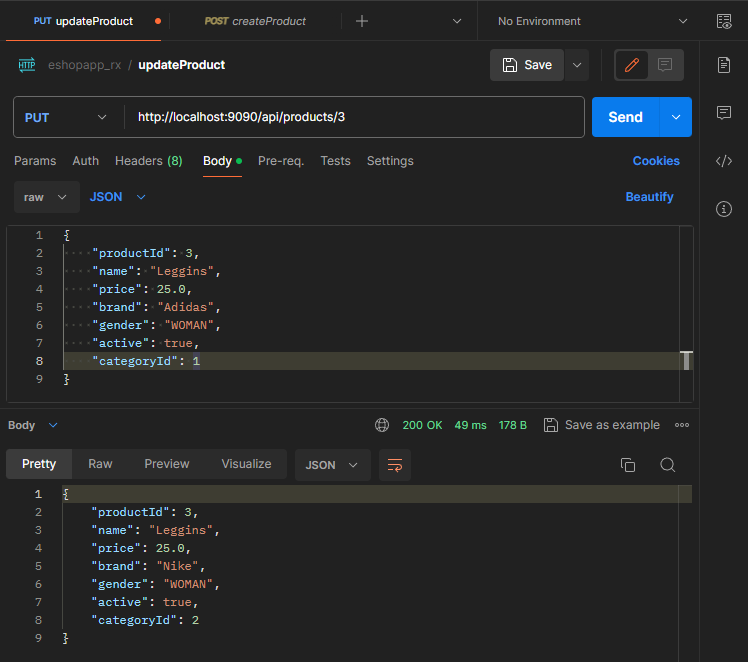 PUT updateProduct
POST createProduct
No Environment
HTTP eshopapp_rx / updateProduct
Save
PUT
http://localhost:9090/api/products/3
Send
Params Auth Headers (8) Body Pre-req. Tests Settings
Cookies
raw JSON
Beautify
1 {
2 "productId": 3,
3 "name": "Leggins",
4 "price": 25.0,
5 "brand": "Adidas",
6 "gender": "WOMAN",
7 "active": true,
8 "categoryId": 1
9 }
Body
200 OK 49 ms 178 B Save as example
Pretty Raw Preview Visualize JSON
1 {
2 "productId": 3,
3 "name": "Leggins",
4 "price": 25.0,
5 "brand": "Nike",
6 "gender": "WOMAN",
7 "active": true,
8 "categoryId": 2
9 }